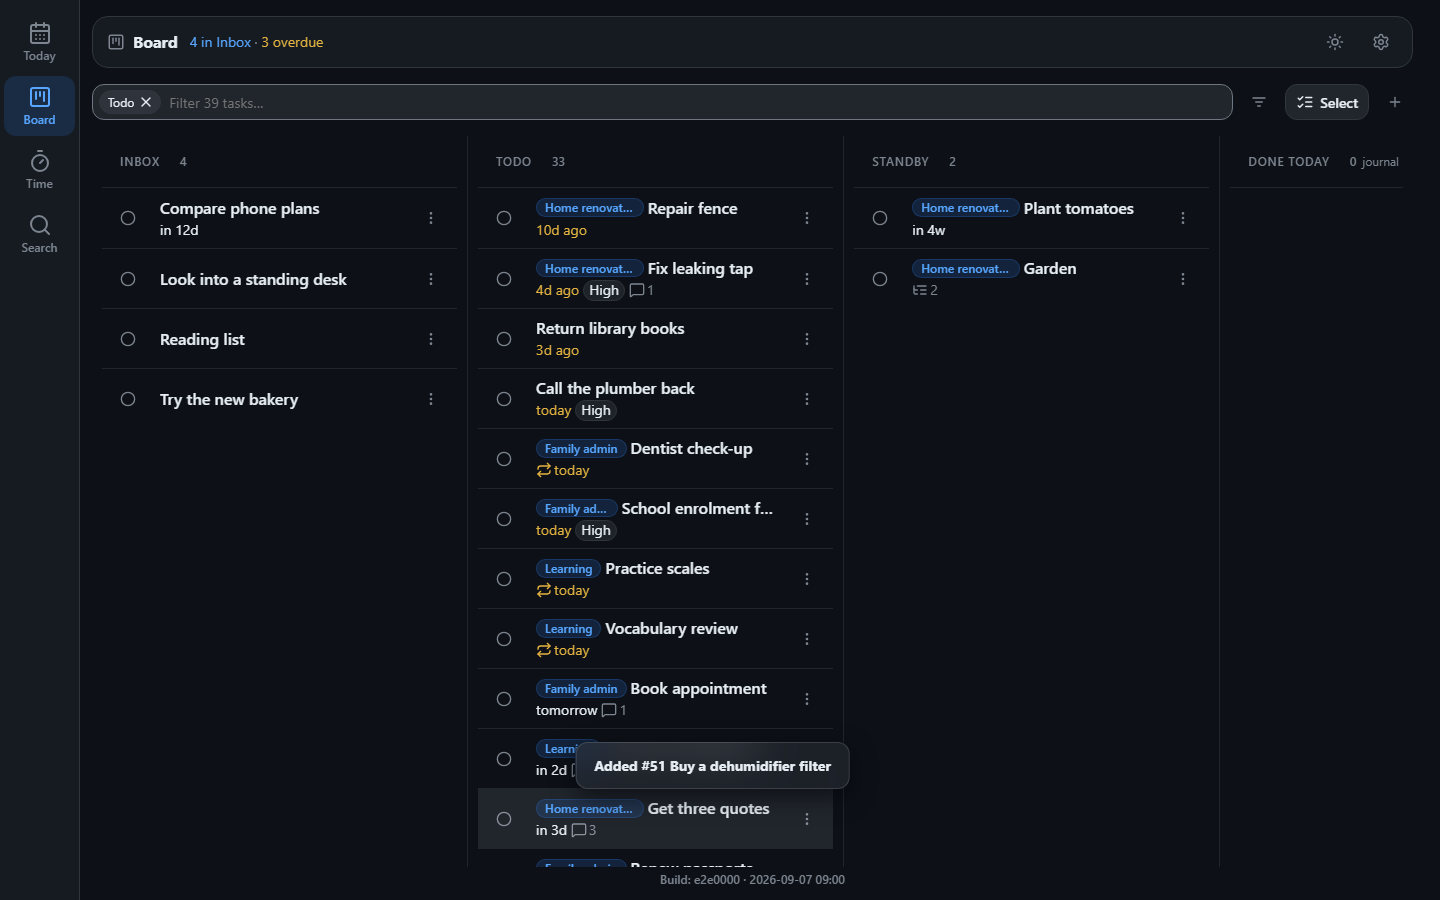 Today
Board
Time
Search
Board 4 in Inbox · 3 overdue
Todo Filter 39 tasks...
Select
INBOX 4
Compare phone plans
in 12d
Look into a standing desk
Reading list
Try the new bakery
TODO 33
Home renovat... Repair fence
10d ago
Home renovat... Fix leaking tap
4d ago High 1
Return library books
3d ago
Call the plumber back
today High
Family admin Dentist check-up
today
Family ad... School enrolment f...
today High
Learning Practice scales
today
Learning Vocabulary review
today
Family admin Book appointment
tomorrow 1
in 2d
Added #51 Buy a dehumidifier filter
Home renovat... Get three quotes
in 3d 3
STANDBY 2
Home renovat... Plant tomatoes
in 4w
Home renovat... Garden
2
DONE TODAY 0 journal
Build: e2e0000 · 2026-09-07 09:00